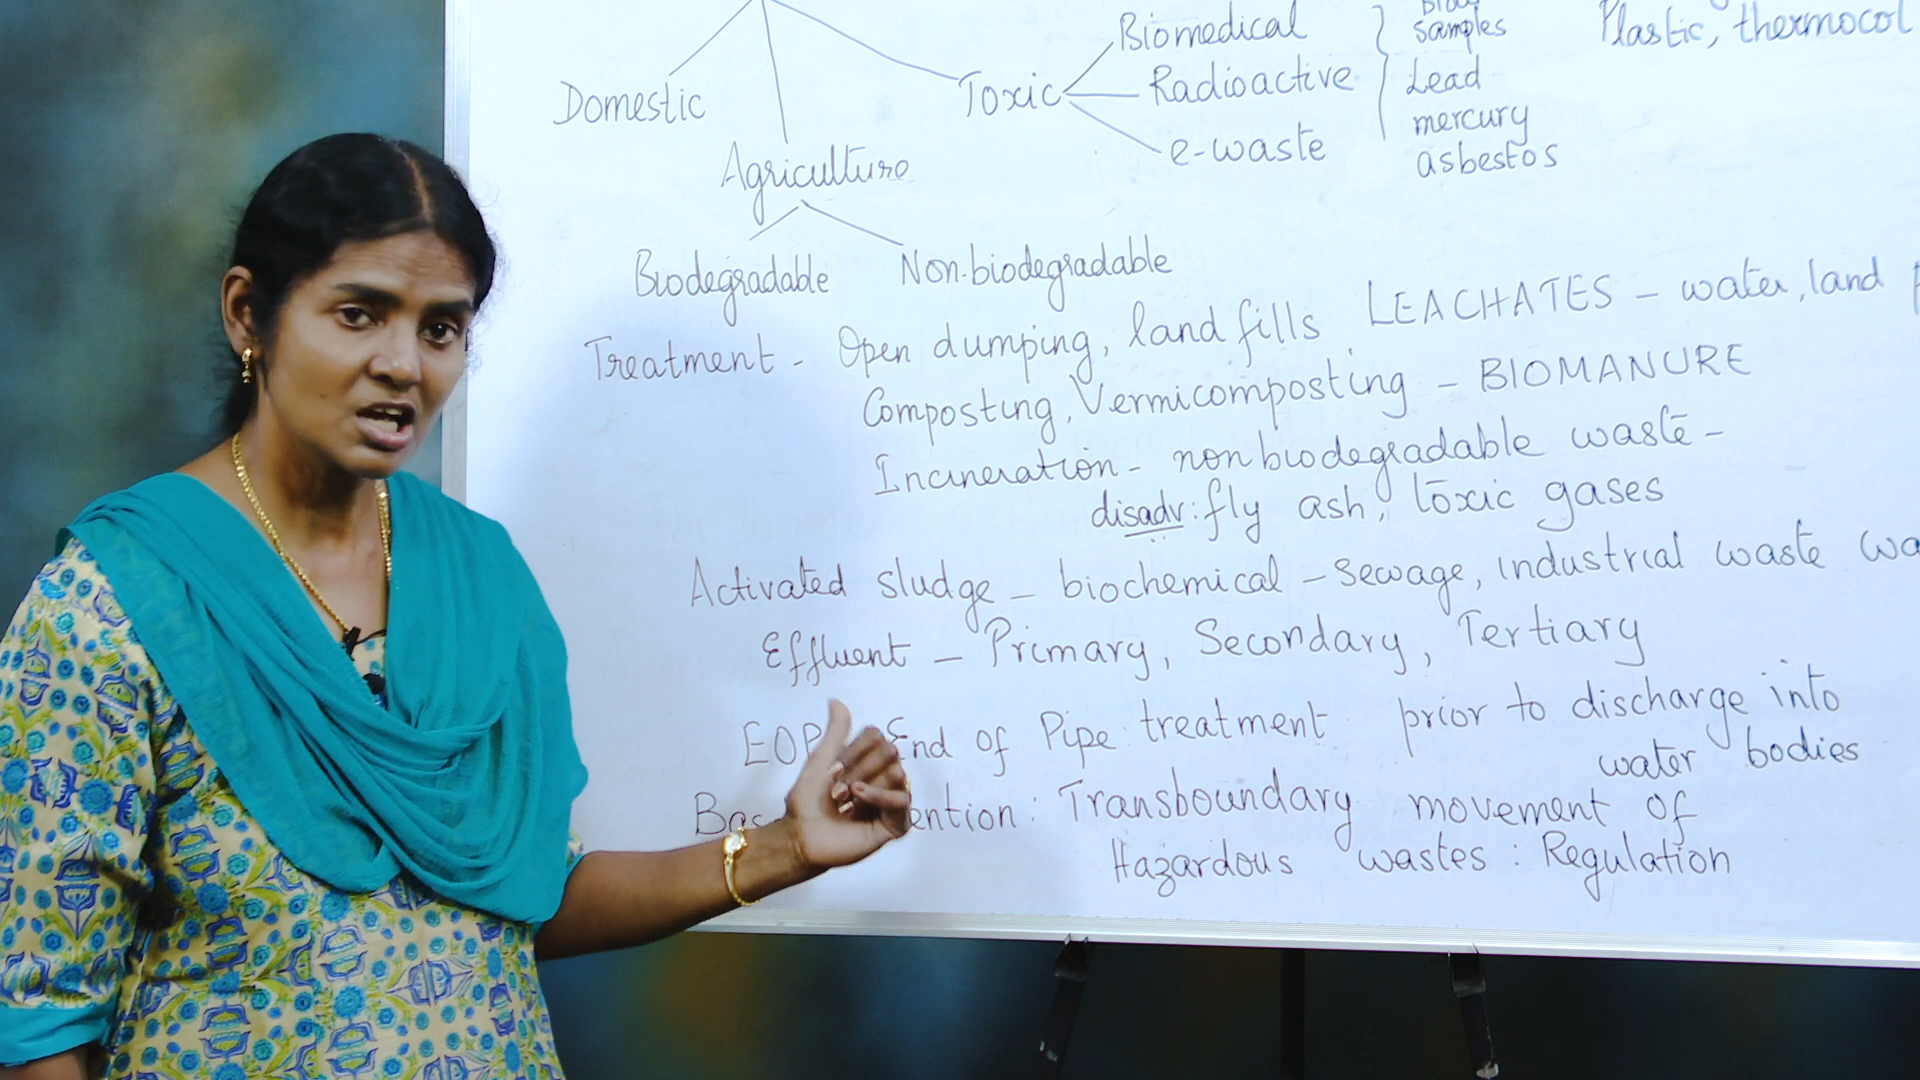 Biomedical
samples
Plastic, thermocol
Domestic
Toxic
Radioactive
Lead
mercury
e-waste
asbestos
Agriculture
Biodegradable
Non-biodegradable
Treatment - Open dumping, land fills LEACHATES - water, land
Composting, Vermicomposting - BIOMANURE
Incineration - nonbiodegradable waste -
disadv: fly ash, toxic gases
Activated sludge - biochemical - sewage, industrial waste
Effluent - Primary, Secondary, Tertiary
End of Pipe treatment prior to discharge into
water bodies
Transboundary movement of
Hazardous wastes : Regulation